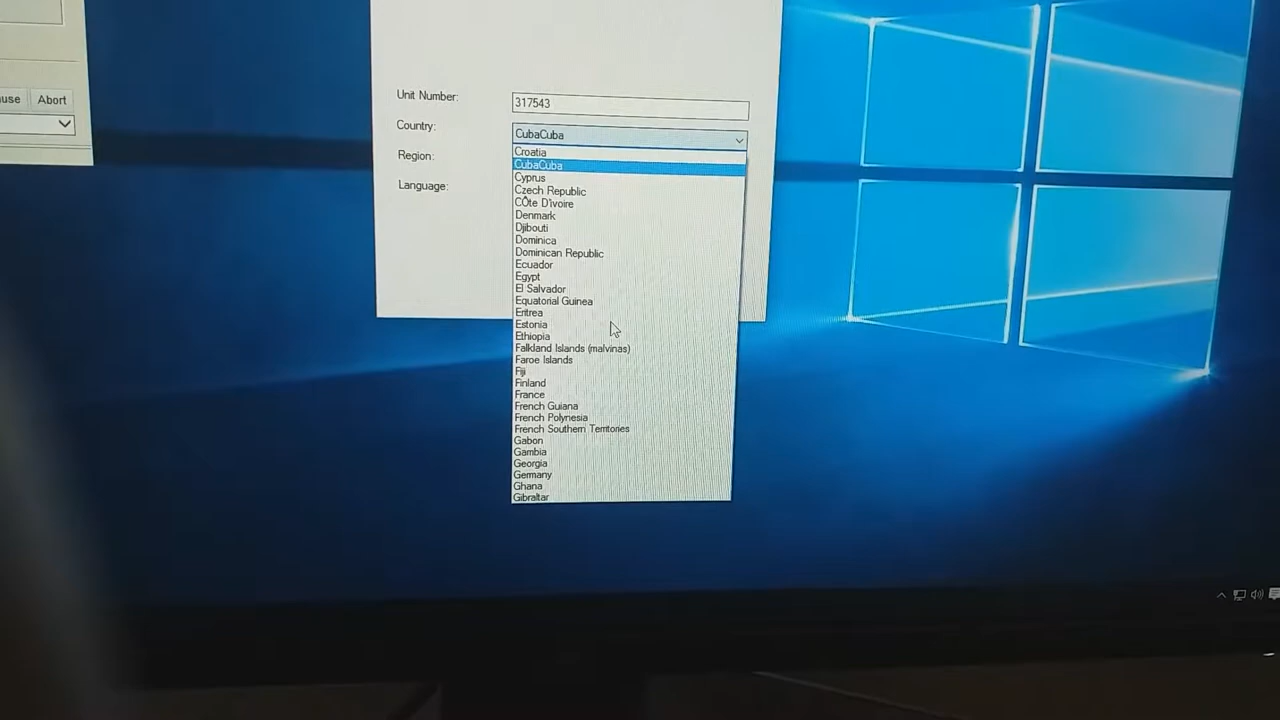 Abort
Unit Number:
317543
Country:
CubaCuba
Region:
Language:
Croatia
CubaCuba
Cyprus
Czech Republic
CÔte D'ivoire
Denmark
Djibouti
Dominica
Dominican Republic
Ecuador
Egypt
El Salvador
Equatorial Guinea
Eritrea
Estonia
Ethiopia
Falkland Islands (malvinas)
Faroe Islands
Fiji
Finland
France
French Guiana
French Polynesia
French Southern Territories
Gabon
Gambia
Georgia
Germany
Ghana
Gibraltar